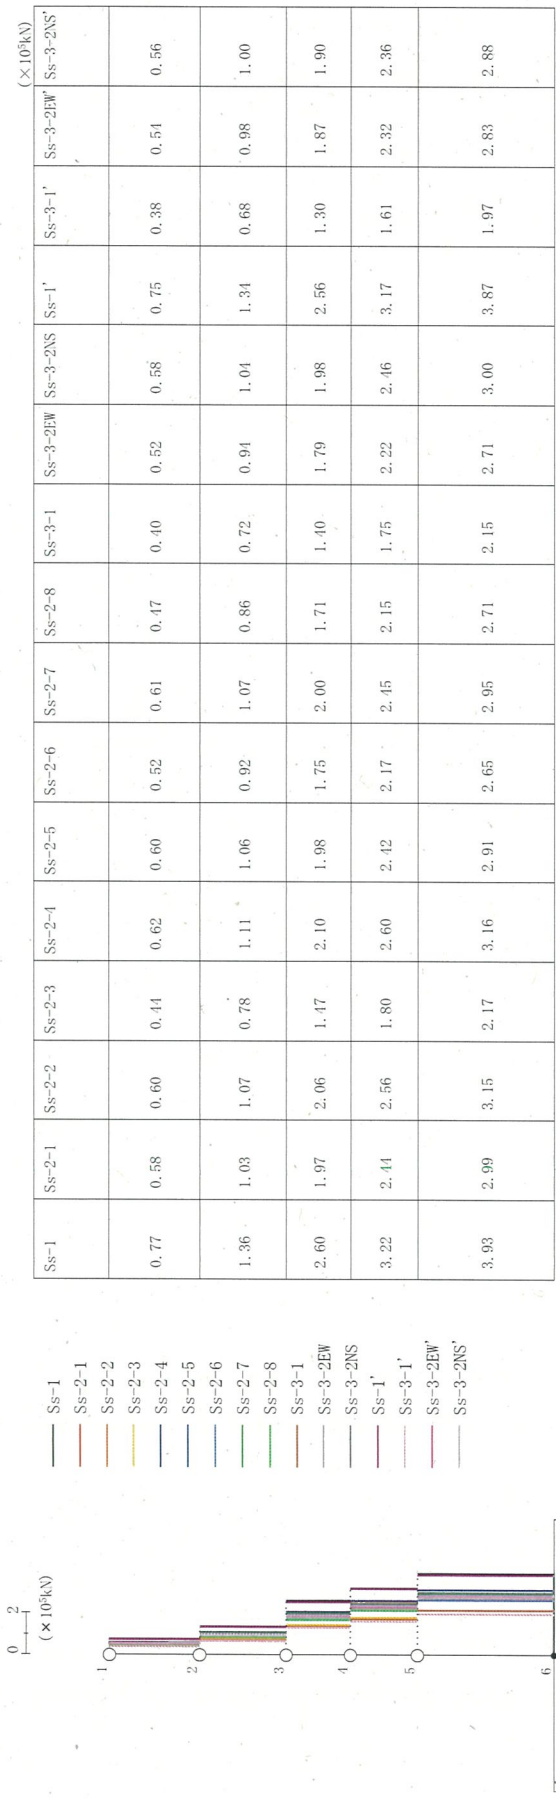 0 2
(×10⁵kN)
1
2
3
4
5
6
Ss-1
Ss-2-1
Ss-2-2
Ss-2-3
Ss-2-4
Ss-2-5
Ss-2-6
Ss-2-7
Ss-2-8
Ss-3-1
Ss-3-2EW
Ss-3-2NS
Ss-1'
Ss-3-1'
Ss-3-2EW'
Ss-3-2NS'
(×10⁵kN)
Ss-1 Ss-2-1 Ss-2-2 Ss-2-3 Ss-2-4 Ss-2-5 Ss-2-6 Ss-2-7 Ss-2-8 Ss-3-1 Ss-3-2EW Ss-3-2NS Ss-1' Ss-3-1' Ss-3-2EW' Ss-3-2NS'
0.77 0.58 0.60 0.44 0.62 0.60 0.52 0.61 0.47 0.40 0.52 0.58 0.75 0.38 0.54 0.56
1.36 1.03 1.07 0.78 1.11 1.06 0.92 1.07 0.86 0.72 0.94 1.04 1.34 0.68 0.98 1.00
2.60 1.97 2.06 1.47 2.10 1.98 1.75 2.00 1.71 1.40 1.79 1.98 2.56 1.30 1.87 1.90
3.22 2.44 2.56 1.80 2.60 2.42 2.17 2.45 2.15 1.75 2.22 2.46 3.17 1.61 2.32 2.36
3.93 2.99 3.15 2.17 3.16 2.91 2.65 2.95 2.71 2.15 2.71 3.00 3.87 1.97 2.83 2.88